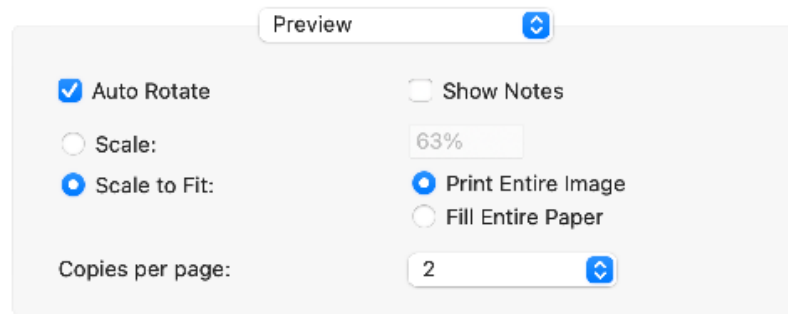 Preview
Auto Rotate
Show Notes
Scale:
63%
Scale to Fit:
Print Entire Image
Fill Entire Paper
Copies per page:
2